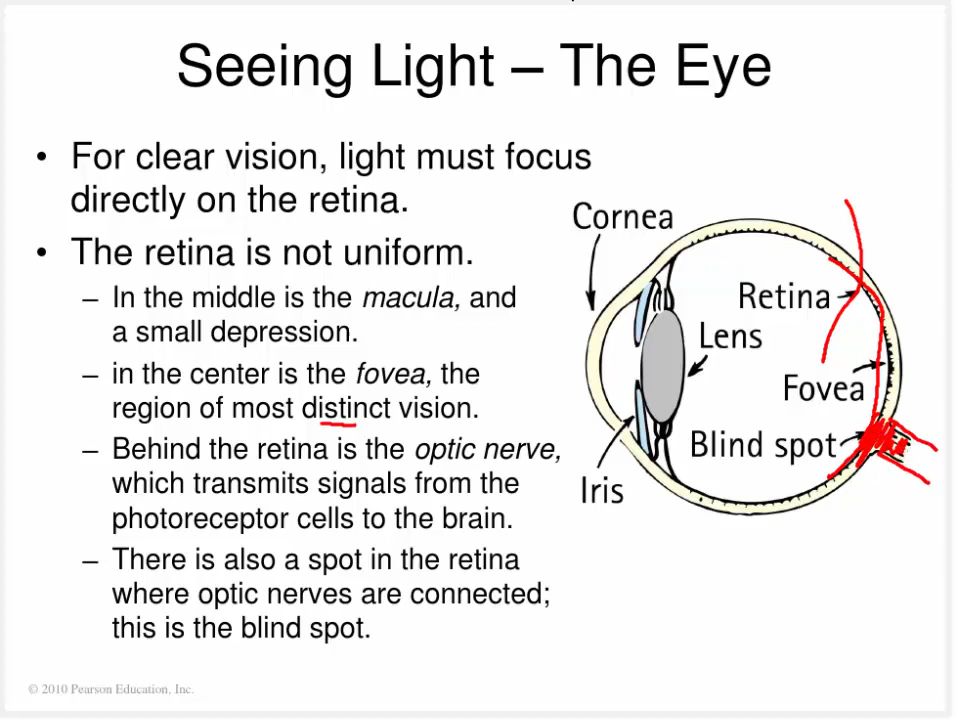 Seeing Light – The Eye
• For clear vision, light must focus
directly on the retina.
• The retina is not uniform.
– In the middle is the macula, and
a small depression.
– in the center is the fovea, the
region of most distinct vision.
– Behind the retina is the optic nerve,
which transmits signals from the
photoreceptor cells to the brain.
– There is also a spot in the retina
where optic nerves are connected;
this is the blind spot.
Cornea
Retina
Lens
Fovea
Blind spot
Iris
© 2010 Pearson Education, Inc.